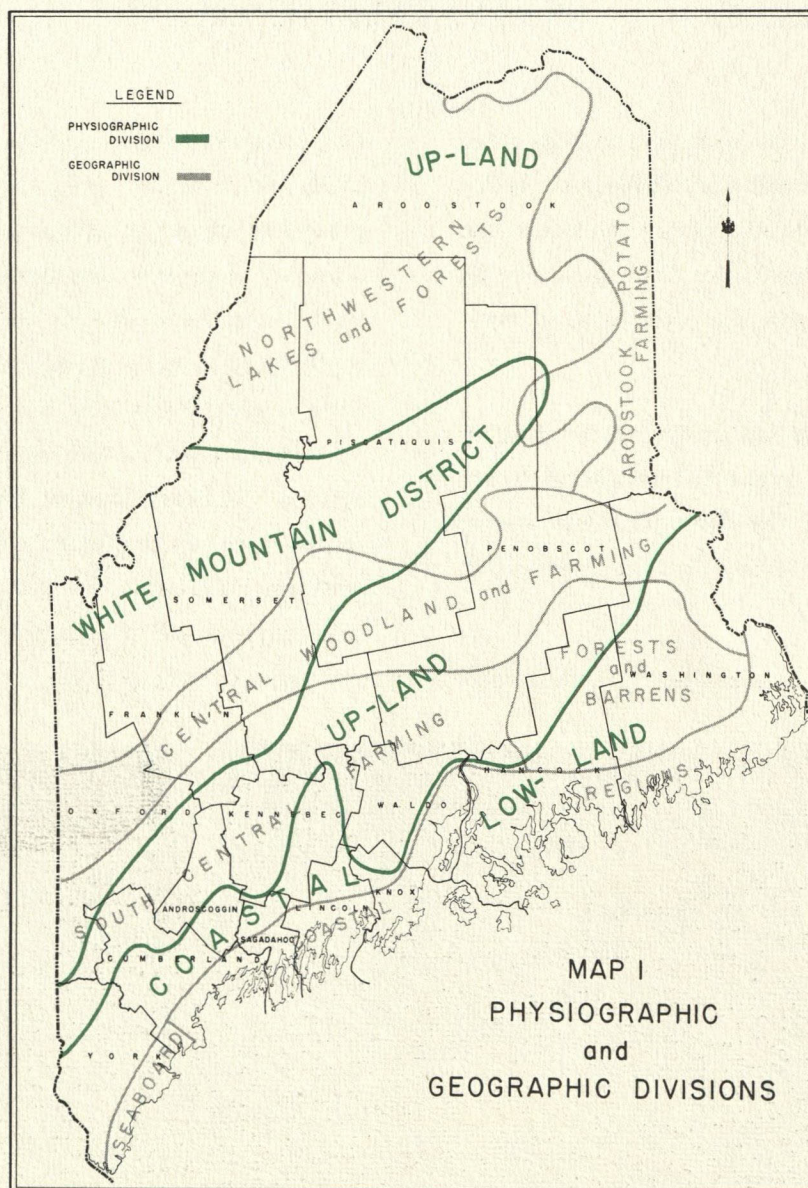 LEGEND
PHYSIOGRAPHIC
DIVISION
GEOGRAPHIC
DIVISION
UP-LAND
AROOSTOOK
NORTHWESTERN
LAKES and FORESTS
AROOSTOOK POTATO
FARMING
PISCATAQUIS
WHITE MOUNTAIN DISTRICT
PENOBSCOT
SOMERSET
CENTRAL WOODLAND and FARMING
FORESTS
and
BARRENS
WASHINGTON
FRANKLIN
UP-LAND
SOUTH CENTRAL FARMING
HANCOCK
COASTAL LOW-LAND
OXFORD
KENNEBEC
WALDO
KNOX
ANDROSCOGGIN
LINCOLN
SAGADAHOC
CUMBERLAND
YORK
SEABOARD
COASTAL
REGIONS
MAP I
PHYSIOGRAPHIC
and
GEOGRAPHIC DIVISIONS